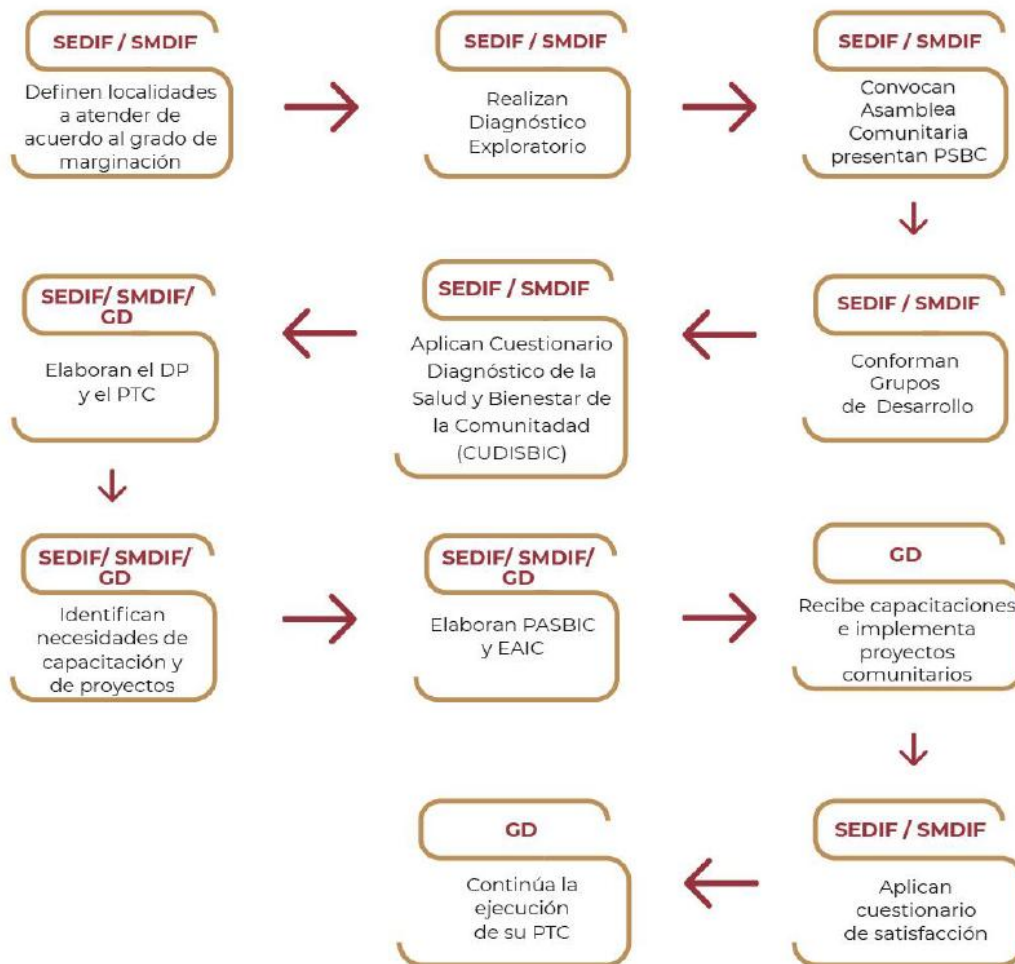 SEDIF / SMDIF
Definen localidades
a atender de
acuerdo al grado de
marginación
SEDIF / SMDIF
Realizan
Diagnóstico
Exploratorio
SEDIF / SMDIF
Convocan
Asamblea
Comunitaria
presentan PSBC
SEDIF / SMDIF
Conforman
Grupos
de Desarrollo
SEDIF / SMDIF
Aplican Cuestionario
Diagnóstico de la
Salud y Bienestar de
la Comunitadad
(CUDISBIC)
SEDIF/ SMDIF/
GD
Elaboran el DP
y el PTC
SEDIF/ SMDIF/
GD
Identifican
necesidades de
capacitación y
de proyectos
SEDIF/ SMDIF/
GD
Elaboran PASBIC
y EAIC
GD
Recibe capacitaciones
e implementa
proyectos
comunitarios
SEDIF / SMDIF
Aplican
cuestionario
de satisfacción
GD
Continúa la
ejecución
de su PTC